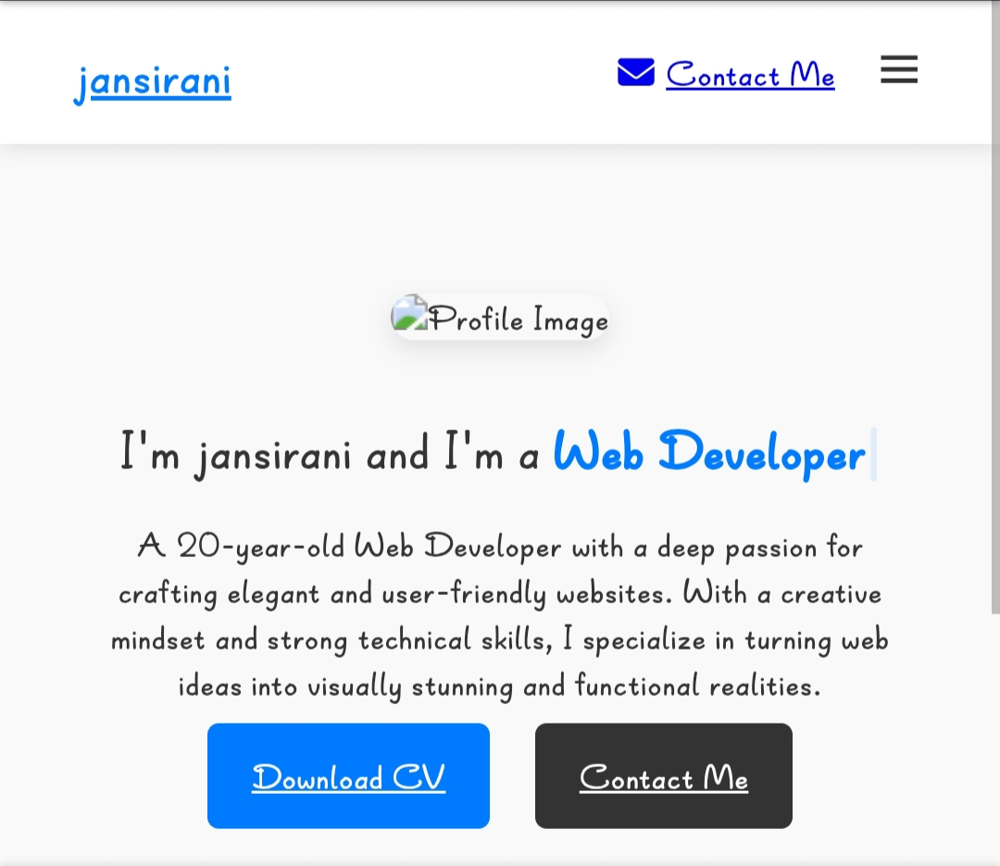 jansirani
Contact Me
Profile Image
I'm jansirani and I'm a Web Developer
A 20-year-old Web Developer with a deep passion for
crafting elegant and user-friendly websites. With a creative
mindset and strong technical skills, I specialize in turning web
ideas into visually stunning and functional realities.
Download CV
Contact Me